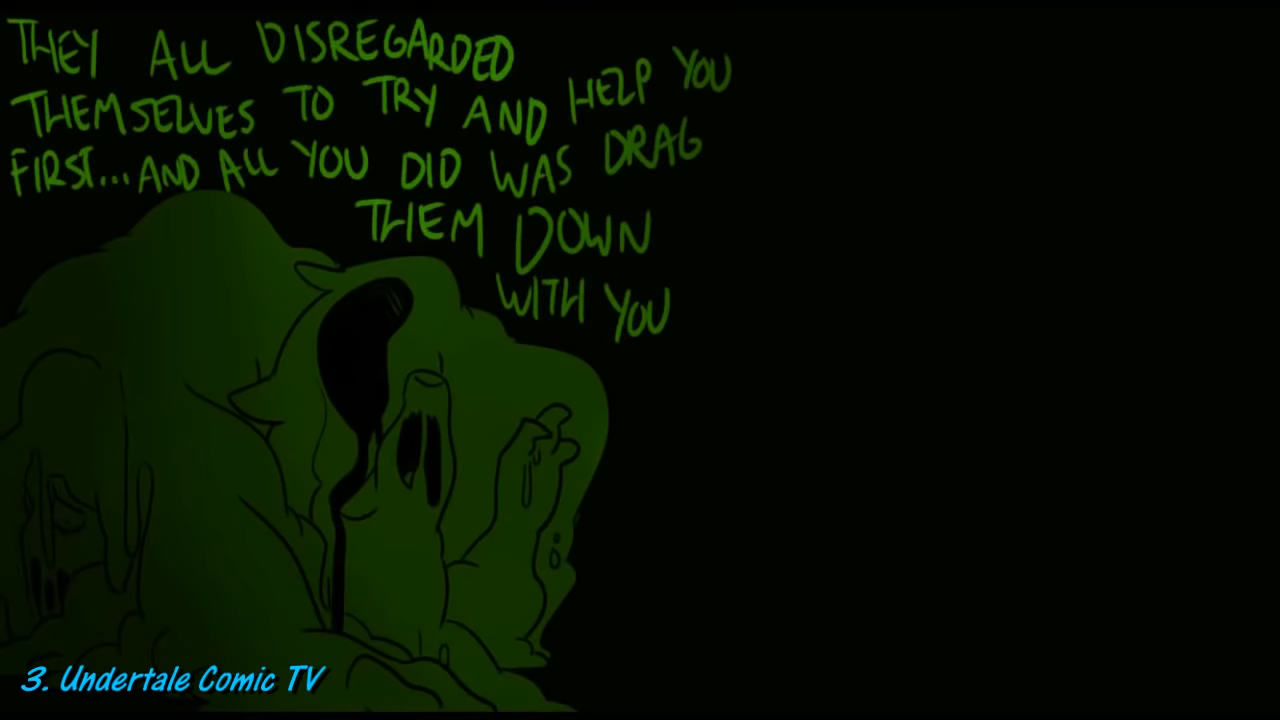 THEY ALL DISREGARDED
THEMSELVES TO TRY AND HELP YOU
FIRST...AND ALL YOU DID WAS DRAG
THEM DOWN
WITH YOU
3. Undertale Comic TV